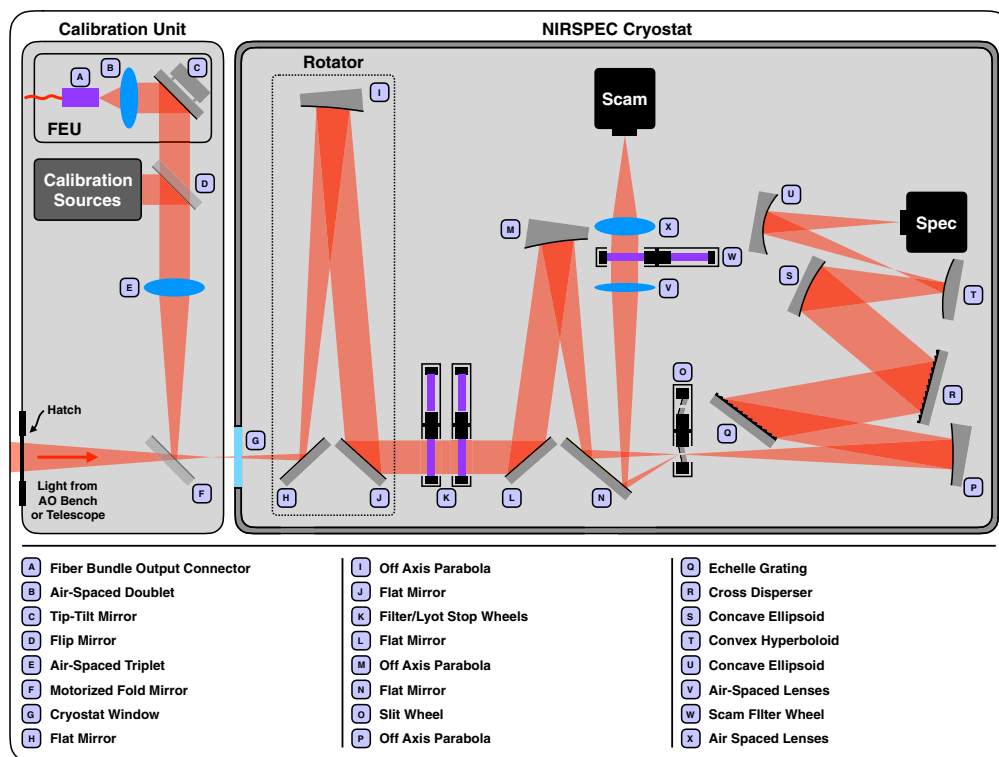 Calibration Unit
NIRSPEC Cryostat
A
B
C
FEU
Calibration
Sources
D
E
Hatch
Light from
AO Bench
or Telescope
F
G
Rotator
I
H
J
K
L
M
N
Scam
X
W
V
O
U
Spec
S
T
R
Q
P
A Fiber Bundle Output Connector
B Air-Spaced Doublet
C Tip-Tilt Mirror
D Flip Mirror
E Air-Spaced Triplet
F Motorized Fold Mirror
G Cryostat Window
H Flat Mirror
I Off Axis Parabola
J Flat Mirror
K Filter/Lyot Stop Wheels
L Flat Mirror
M Off Axis Parabola
N Flat Mirror
O Slit Wheel
P Off Axis Parabola
Q Echelle Grating
R Cross Disperser
S Concave Ellipsoid
T Convex Hyperboloid
U Concave Ellipsoid
V Air-Spaced Lenses
W Scam FIlter Wheel
X Air Spaced Lenses